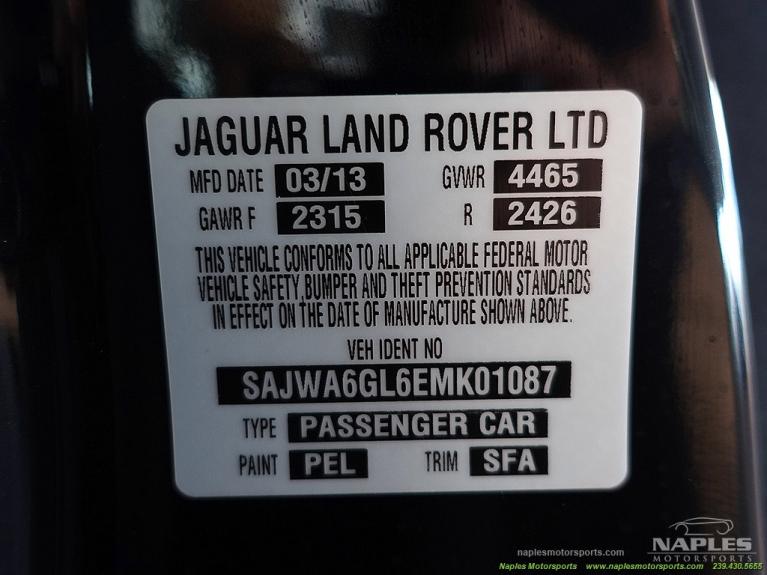 JAGUAR LAND ROVER LTD
MFD DATE 03/13 GVWR 4465
GAWR F 2315 R 2426
THIS VEHICLE CONFORMS TO ALL APPLICABLE FEDERAL MOTOR
VEHICLE SAFETY,BUMPER AND THEFT PREVENTION STANDARDS
IN EFFECT ON THE DATE OF MANUFACTURE SHOWN ABOVE.
VEH IDENT NO
SAJWA6GL6EMK01087
TYPE PASSENGER CAR
PAINT PEL TRIM SFA
NAPLES
MOTORSPORTS
naplesmotorsports.com
Naples Motorsports www.naplesmotorsports.com 239.430.5655